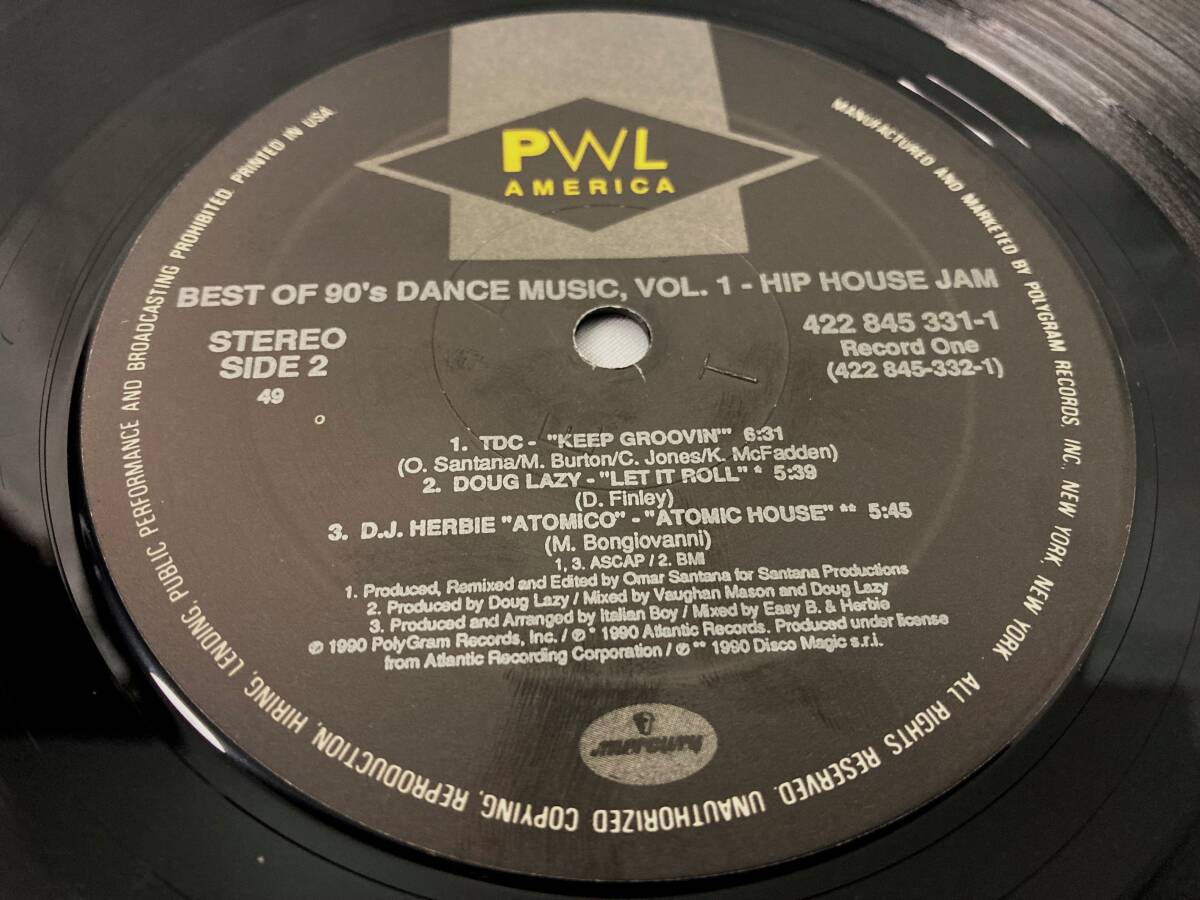 PWL
AMERICA
BEST OF 90's DANCE MUSIC, VOL. 1 - HIP HOUSE JAM
STEREO
SIDE 2
49
422 845 331-1
Record One
(422 845-332-1)
1. TDC - "KEEP GROOVIN'" 6:31
(O. Santana/M. Burton/C. Jones/K. McFadden)
2. DOUG LAZY - "LET IT ROLL" * 5:39
(D. Finley)
3. D.J. HERBIE "ATOMICO" - "ATOMIC HOUSE" ** 5:45
(M. Bongiovanni)
1, 3. ASCAP / 2. BMI
1. Produced, Remixed and Edited by Omar Santana for Santana Productions
2. Produced by Doug Lazy / Mixed by Vaughan Mason and Doug Lazy
3. Produced and Arranged by Italian Boy / Mixed by Easy B. & Herbie
℗ 1990 PolyGram Records, Inc. / ℗ * 1990 Atlantic Records. Produced under license
from Atlantic Recording Corporation / ℗ ** 1990 Disco Magic s.r.i.
mercury
MANUFACTURED AND MARKETED BY POLYGRAM RECORDS, INC. NEW YORK, NEW YORK ALL RIGHTS RESERVED. UNAUTHORIZED COPYING, REPRODUCTION, HIRING, LENDING, PUBLIC PERFORMANCE AND BROADCASTING PROHIBITED. PRINTED IN USA.